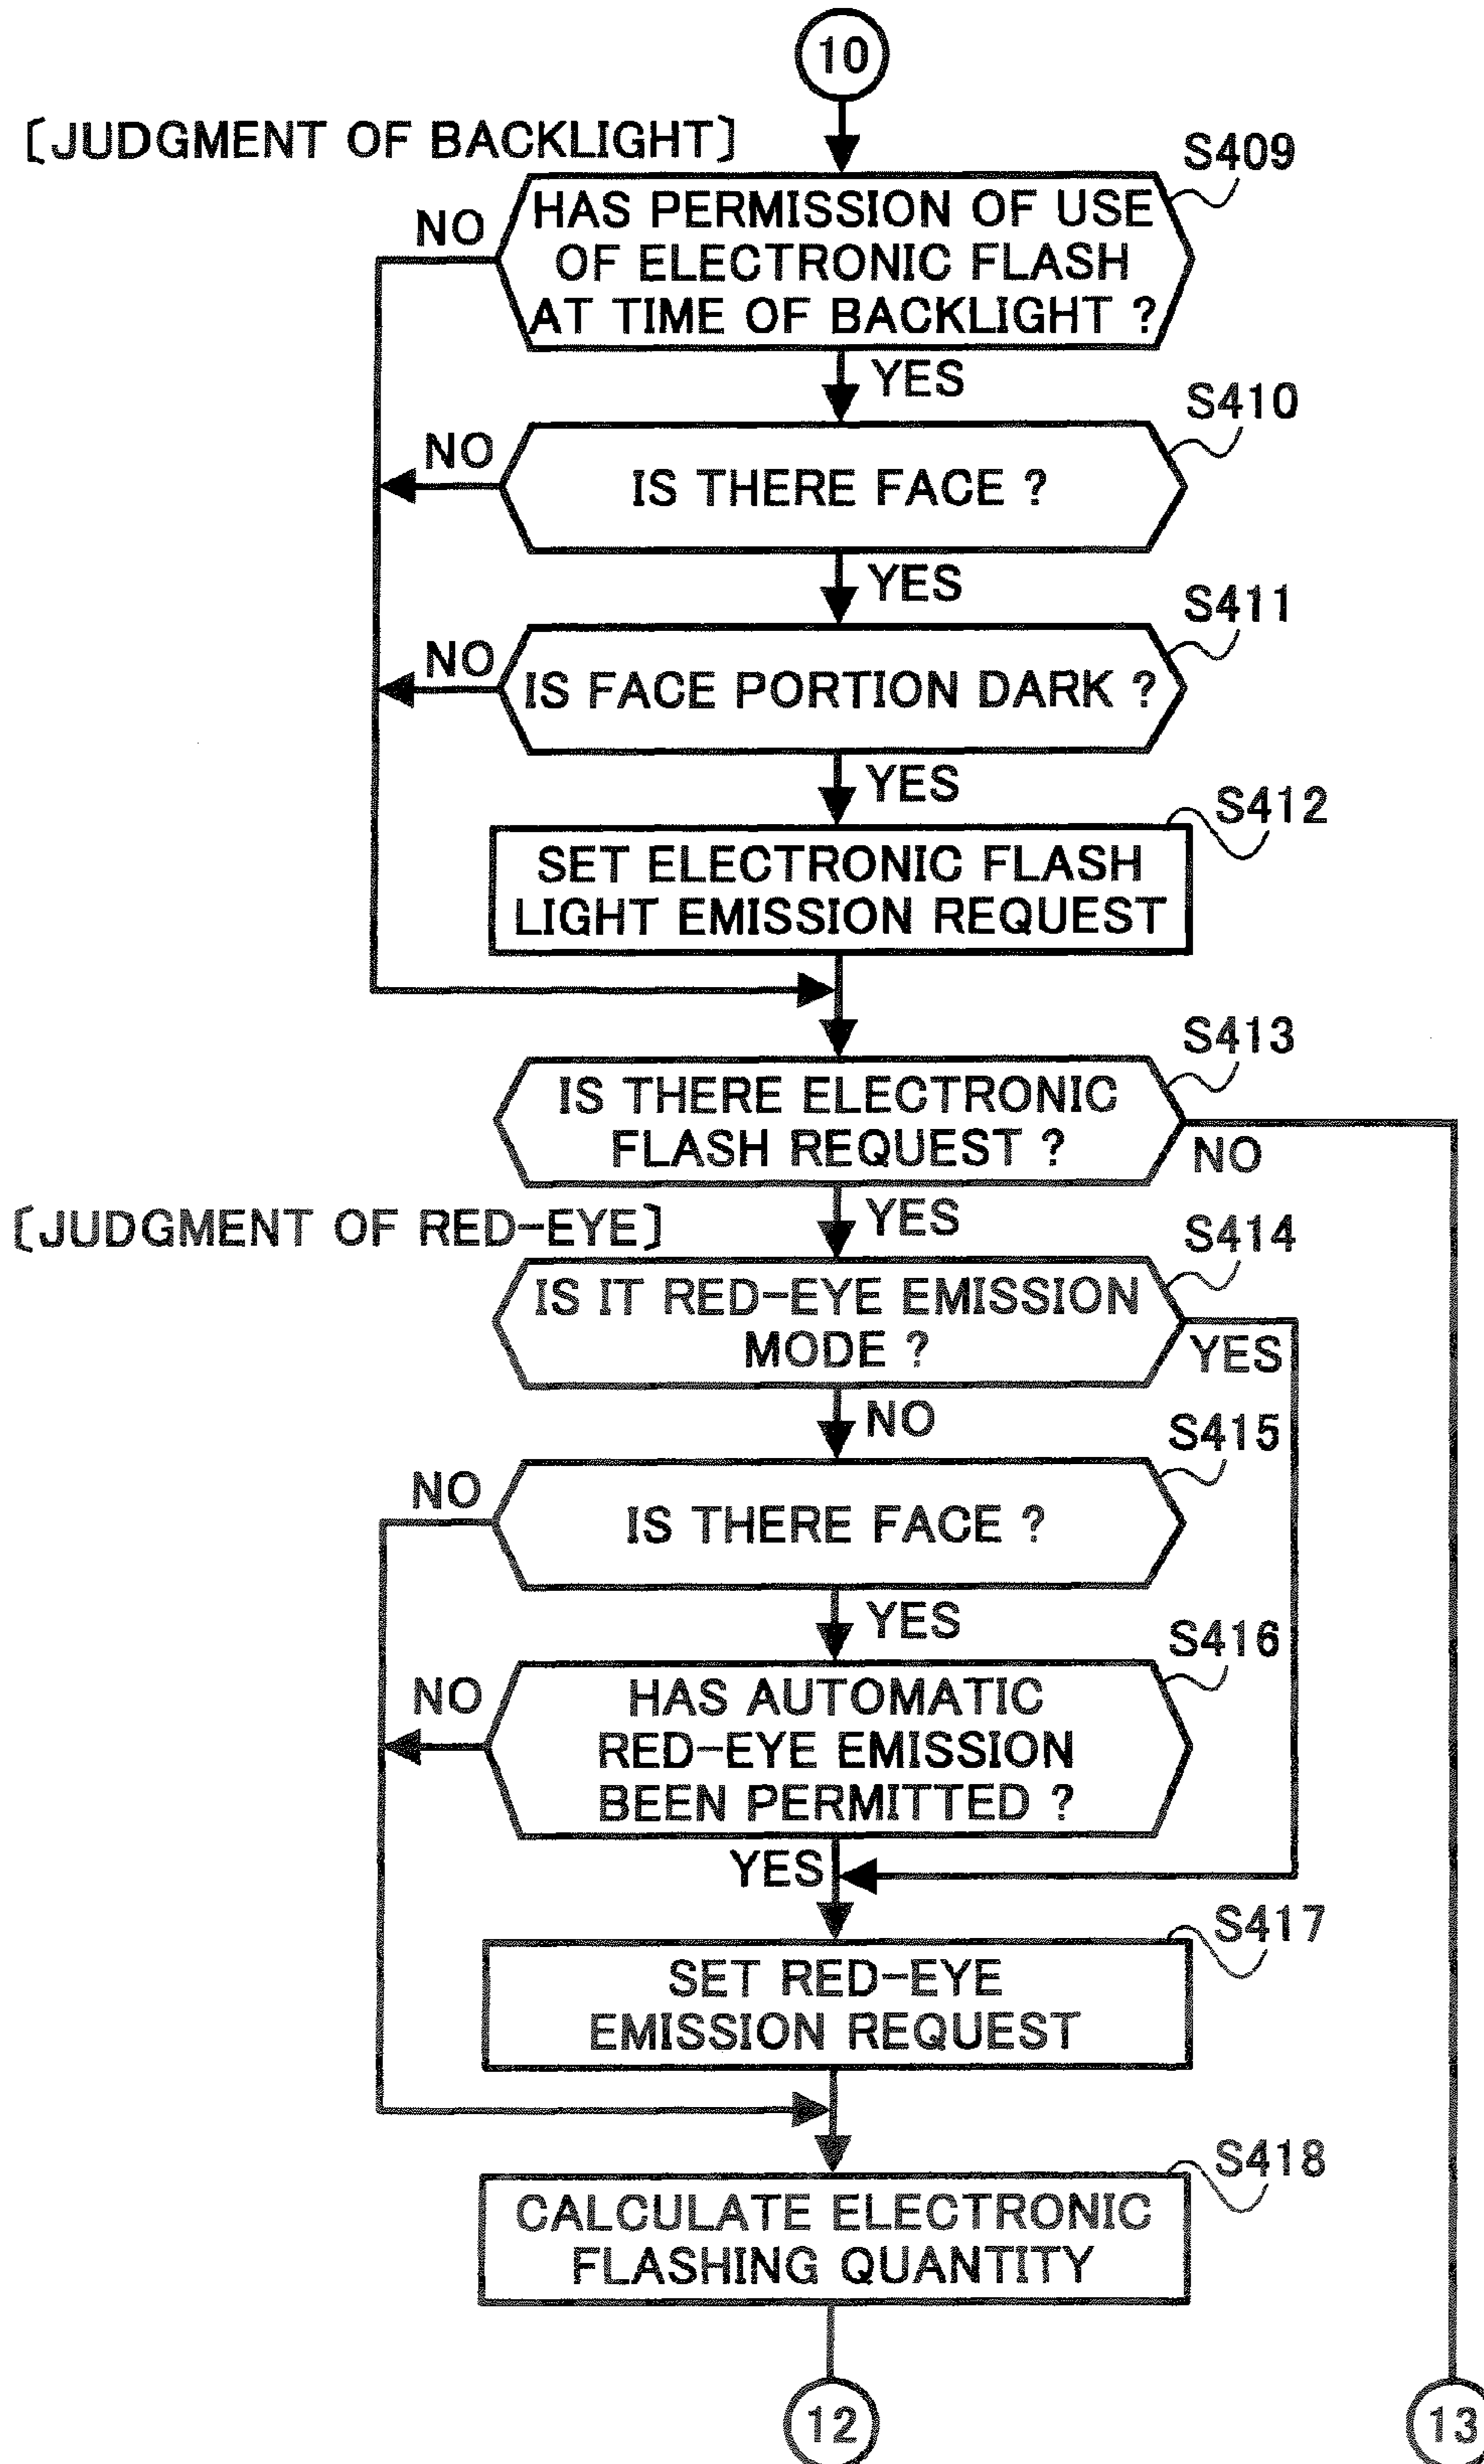 10
[JUDGMENT OF BACKLIGHT]
S409
HAS PERMISSION OF USE
OF ELECTRONIC FLASH
AT TIME OF BACKLIGHT ?
NO
YES
S410
NO
IS THERE FACE ?
YES
S411
NO
IS FACE PORTION DARK ?
YES
S412
SET ELECTRONIC FLASH
LIGHT EMISSION REQUEST
S413
IS THERE ELECTRONIC
FLASH REQUEST ?
NO
YES
[JUDGMENT OF RED-EYE]
S414
IS IT RED-EYE EMISSION
MODE ?
YES
NO
S415
NO
IS THERE FACE ?
YES
S416
NO
HAS AUTOMATIC
RED-EYE EMISSION
BEEN PERMITTED ?
YES
S417
SET RED-EYE
EMISSION REQUEST
S418
CALCULATE ELECTRONIC
FLASHING QUANTITY
12
13